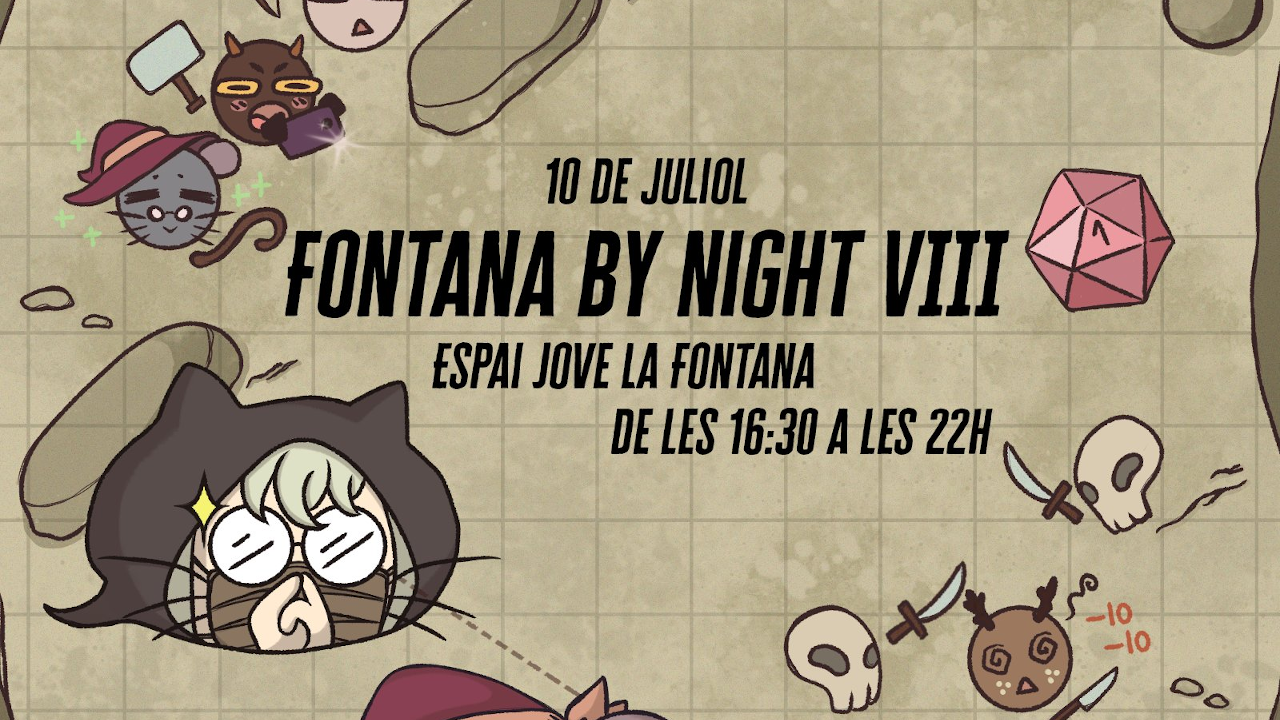 10 DE JULIOL
FONTANA BY NIGHT VIII
1
ESPAI JOVE LA FONTANA
DE LES 16:30 A LES 22H
-10
-10